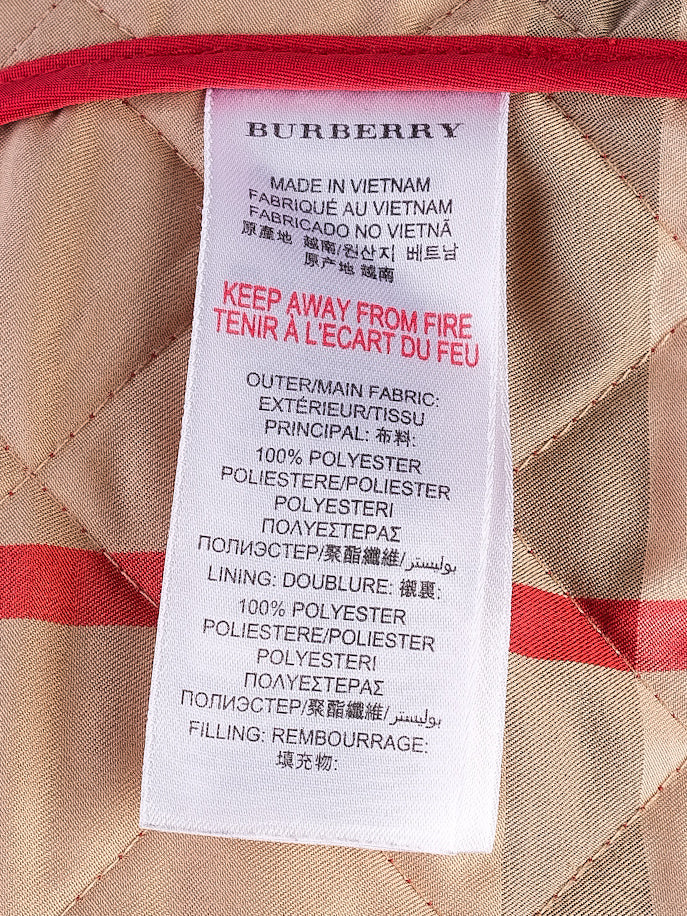 BURBERRY
MADE IN VIETNAM
FABRIQUÉ AU VIETNAM
FABRICADO NO VIETNÃ
原產地 越南/원산지 베트남
原产地 越南
KEEP AWAY FROM FIRE
TENIR À L'ECART DU FEU
OUTER/MAIN FABRIC:
EXTÉRIEUR/TISSU
PRINCIPAL: 布料:
100% POLYESTER
POLIESTERE/POLIESTER
POLYESTERI
ΠΟΛΥΕΣΤΕΡΑΣ
ПОЛИЭСТЕР/聚酯纖維/بوليستر
LINING: DOUBLURE: 襯裏:
100% POLYESTER
POLIESTERE/POLIESTER
POLYESTERI
ΠΟΛΥΕΣΤΕΡΑΣ
ПОЛИЭСТЕР/聚酯纖維/بوليستر
FILLING: REMBOURRAGE:
填充物: